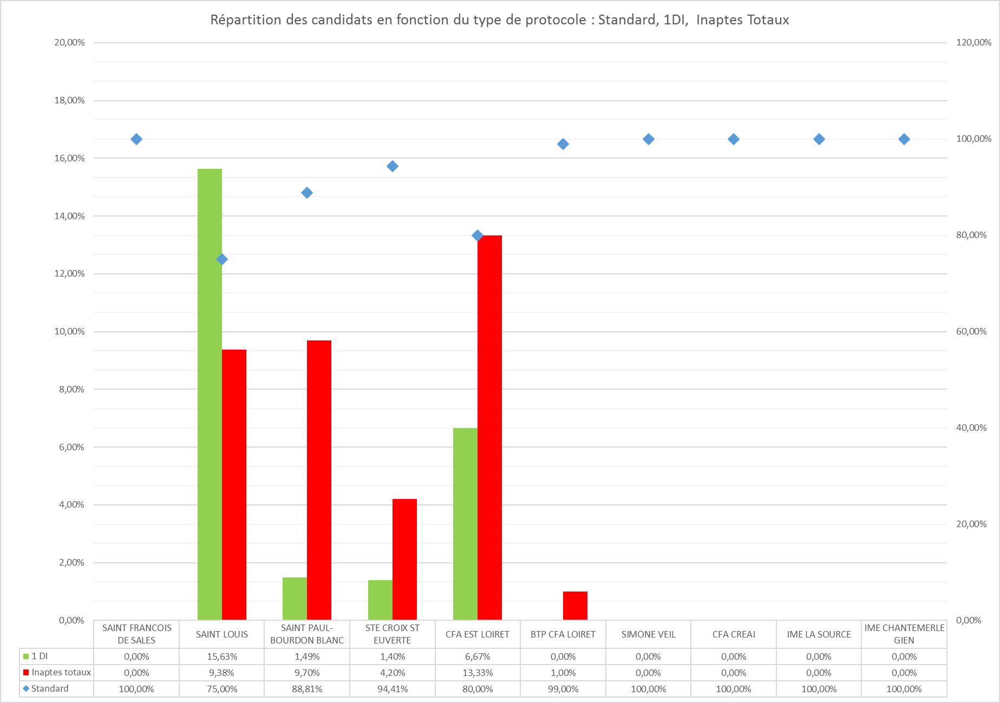 Répartition des candidats en fonction du type de protocole : Standard, 1DI,  Inaptes Totaux
20,00%
18,00%
16,00%
14,00%
12,00%
10,00%
8,00%
6,00%
4,00%
2,00%
0,00%
120,00%
100,00%
80,00%
60,00%
40,00%
20,00%
0,00%
SAINT FRANCOIS DE SALES
SAINT LOUIS
SAINT PAUL-BOURDON BLANC
STE CROIX ST EUVERTE
CFA EST LOIRET
BTP CFA LOIRET
SIMONE VEIL
CFA CREAI
IME LA SOURCE
IME CHANTEMERLE GIEN
1 DI 0,00% 15,63% 1,49% 1,40% 6,67% 0,00% 0,00% 0,00% 0,00% 0,00%
Inaptes totaux 0,00% 9,38% 9,70% 4,20% 13,33% 1,00% 0,00% 0,00% 0,00% 0,00%
Standard 100,00% 75,00% 88,81% 94,41% 80,00% 99,00% 100,00% 100,00% 100,00% 100,00%